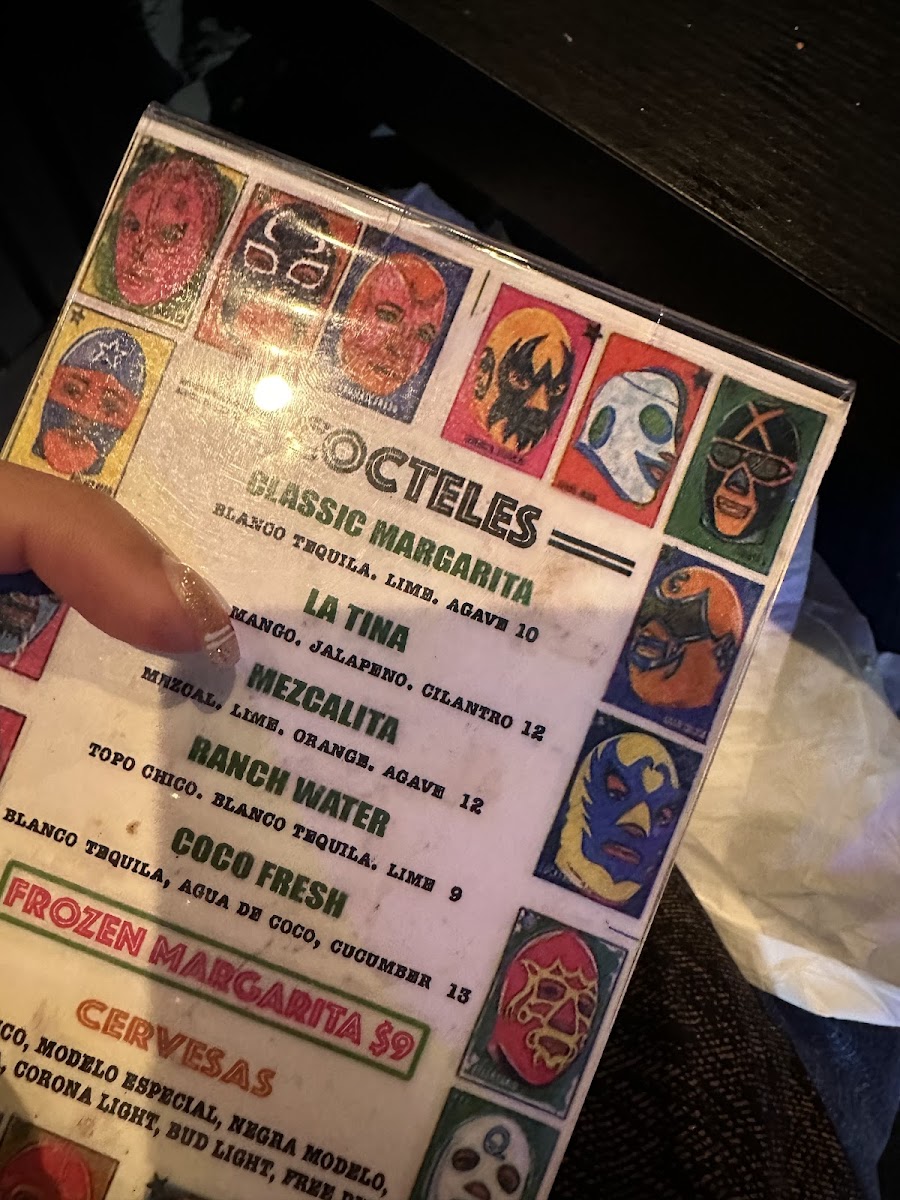 COCTELES
CLASSIC MARGARITA
BLANCO TEQUILA. LIME. AGAVE 10
LA TINA
MANGO. JALAPENO. CILANTRO 12
MEZCALITA
MEZCAL. LIME. ORANGE. AGAVE 12
RANCH WATER
TOPO CHICO. BLANCO TEQUILA. LIME 9
COCO FRESH
BLANCO TEQUILA, AGUA DE COCO, CUCUMBER 13
FROZEN MARGARITA $9
CERVESAS
MODELO ESPECIAL, NEGRA MODELO,
CORONA LIGHT, BUD LIGHT, FREE